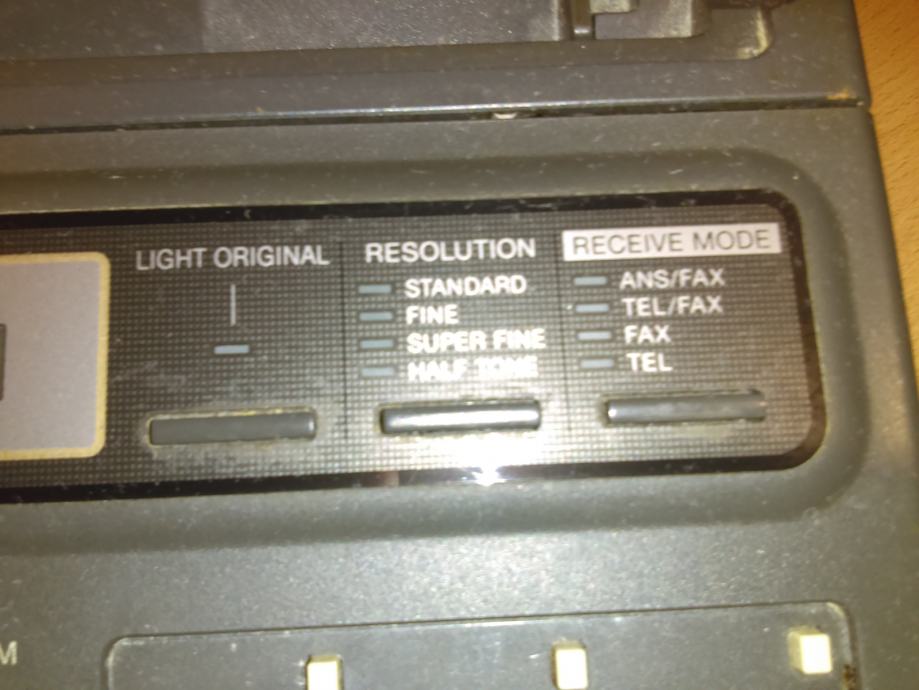 LIGHT ORIGINAL
RESOLUTION
STANDARD
FINE
SUPER FINE
HALF TONE
RECEIVE MODE
ANS/FAX
TEL/FAX
FAX
TEL
M